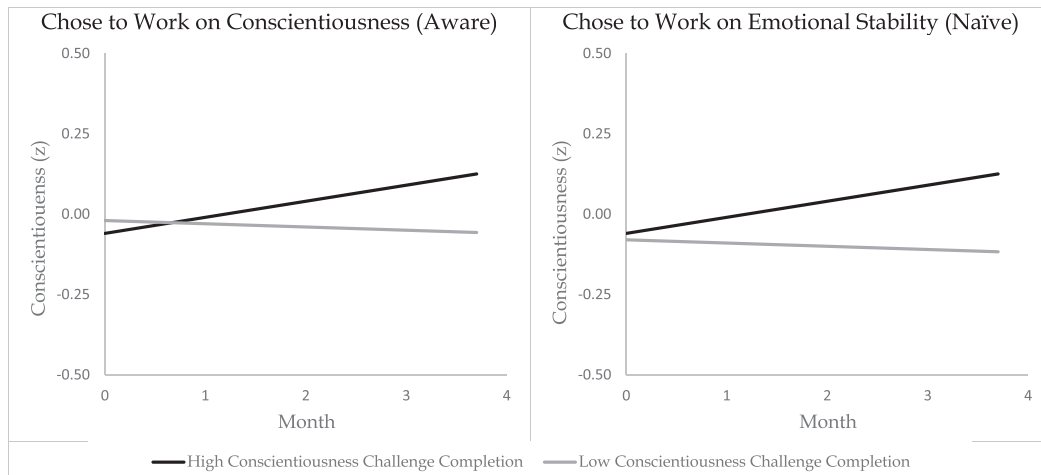 Chose to Work on Conscientiousness (Aware)
0.50
0.25
0.00
-0.25
-0.50
Conscientiouenss (z)
0
1
2
3
4
Month
Chose to Work on Emotional Stability (Naïve)
0.50
0.25
0.00
-0.25
-0.50
Conscientiousness (z)
0
1
2
3
4
Month
High Conscientiousness Challenge Completion
Low Conscientiousness Challenge Completion